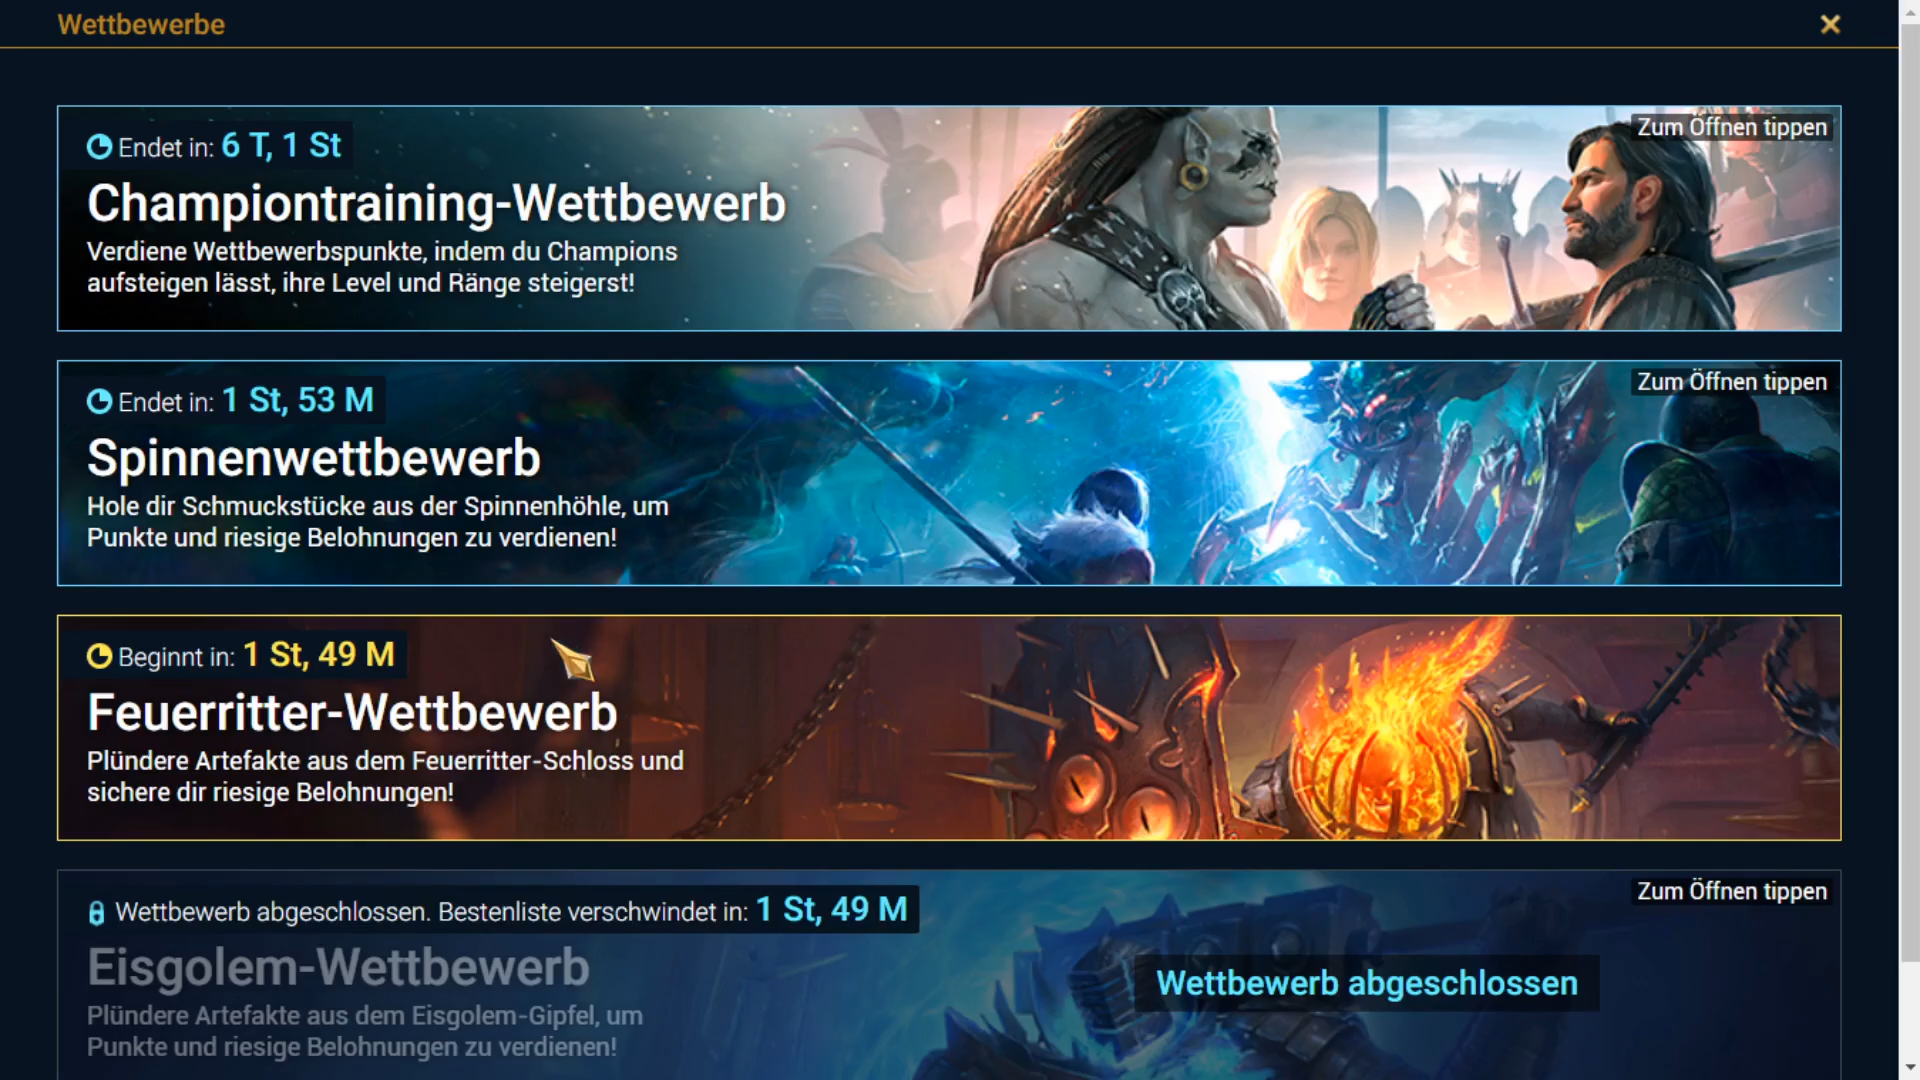 Wettbewerbe
Endet in: 6 T, 1 St
Zum Öffnen tippen
Championtraining-Wettbewerb
Verdiene Wettbewerbspunkte, indem du Champions
aufsteigen lässt, ihre Level und Ränge steigerst!
Endet in: 1 St, 53 M
Zum Öffnen tippen
Spinnenwettbewerb
Hole dir Schmuckstücke aus der Spinnenhöhle, um
Punkte und riesige Belohnungen zu verdienen!
Beginnt in: 1 St, 49 M
Feuerritter-Wettbewerb
Plündere Artefakte aus dem Feuerritter-Schloss und
sichere dir riesige Belohnungen!
Wettbewerb abgeschlossen. Bestenliste verschwindet in: 1 St, 49 M
Zum Öffnen tippen
Eisgolem-Wettbewerb
Wettbewerb abgeschlossen
Plündere Artefakte aus dem Eisgolem-Gipfel, um
Punkte und riesige Belohnungen zu verdienen!